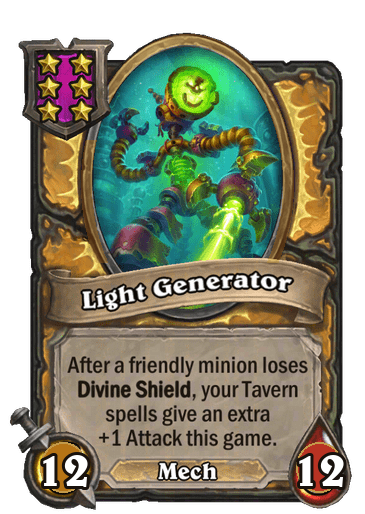 Light Generator
After a friendly minion loses
Divine Shield, your Tavern
spells give an extra
+1 Attack this game.
12
Mech
12